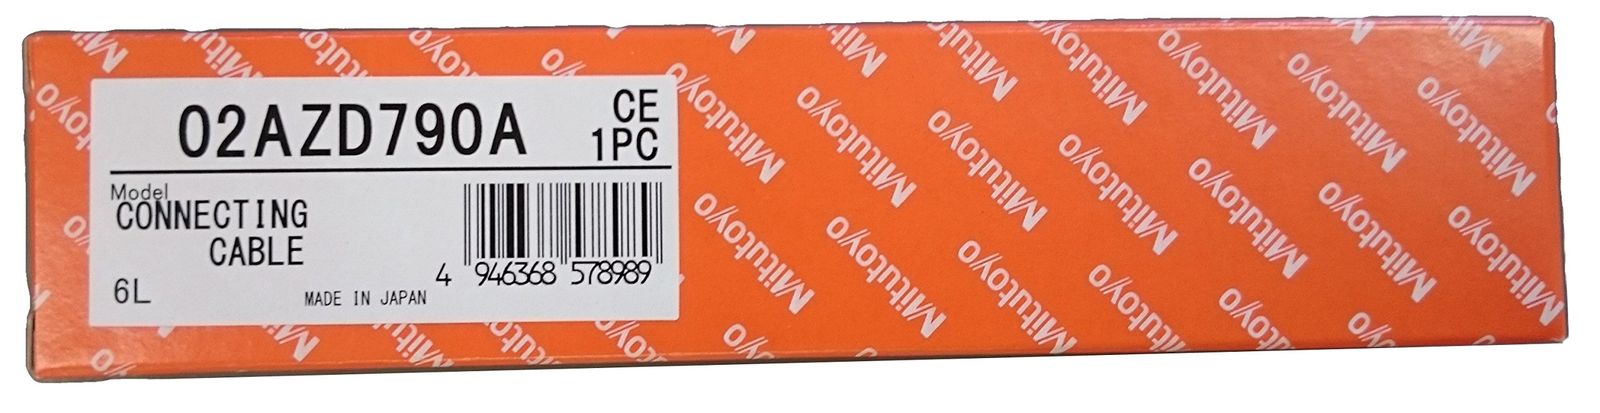 02AZD790A
CE
1PC
Model
CONNECTING
CABLE
6L
MADE IN JAPAN
4 946368 578989
Mitutoyo